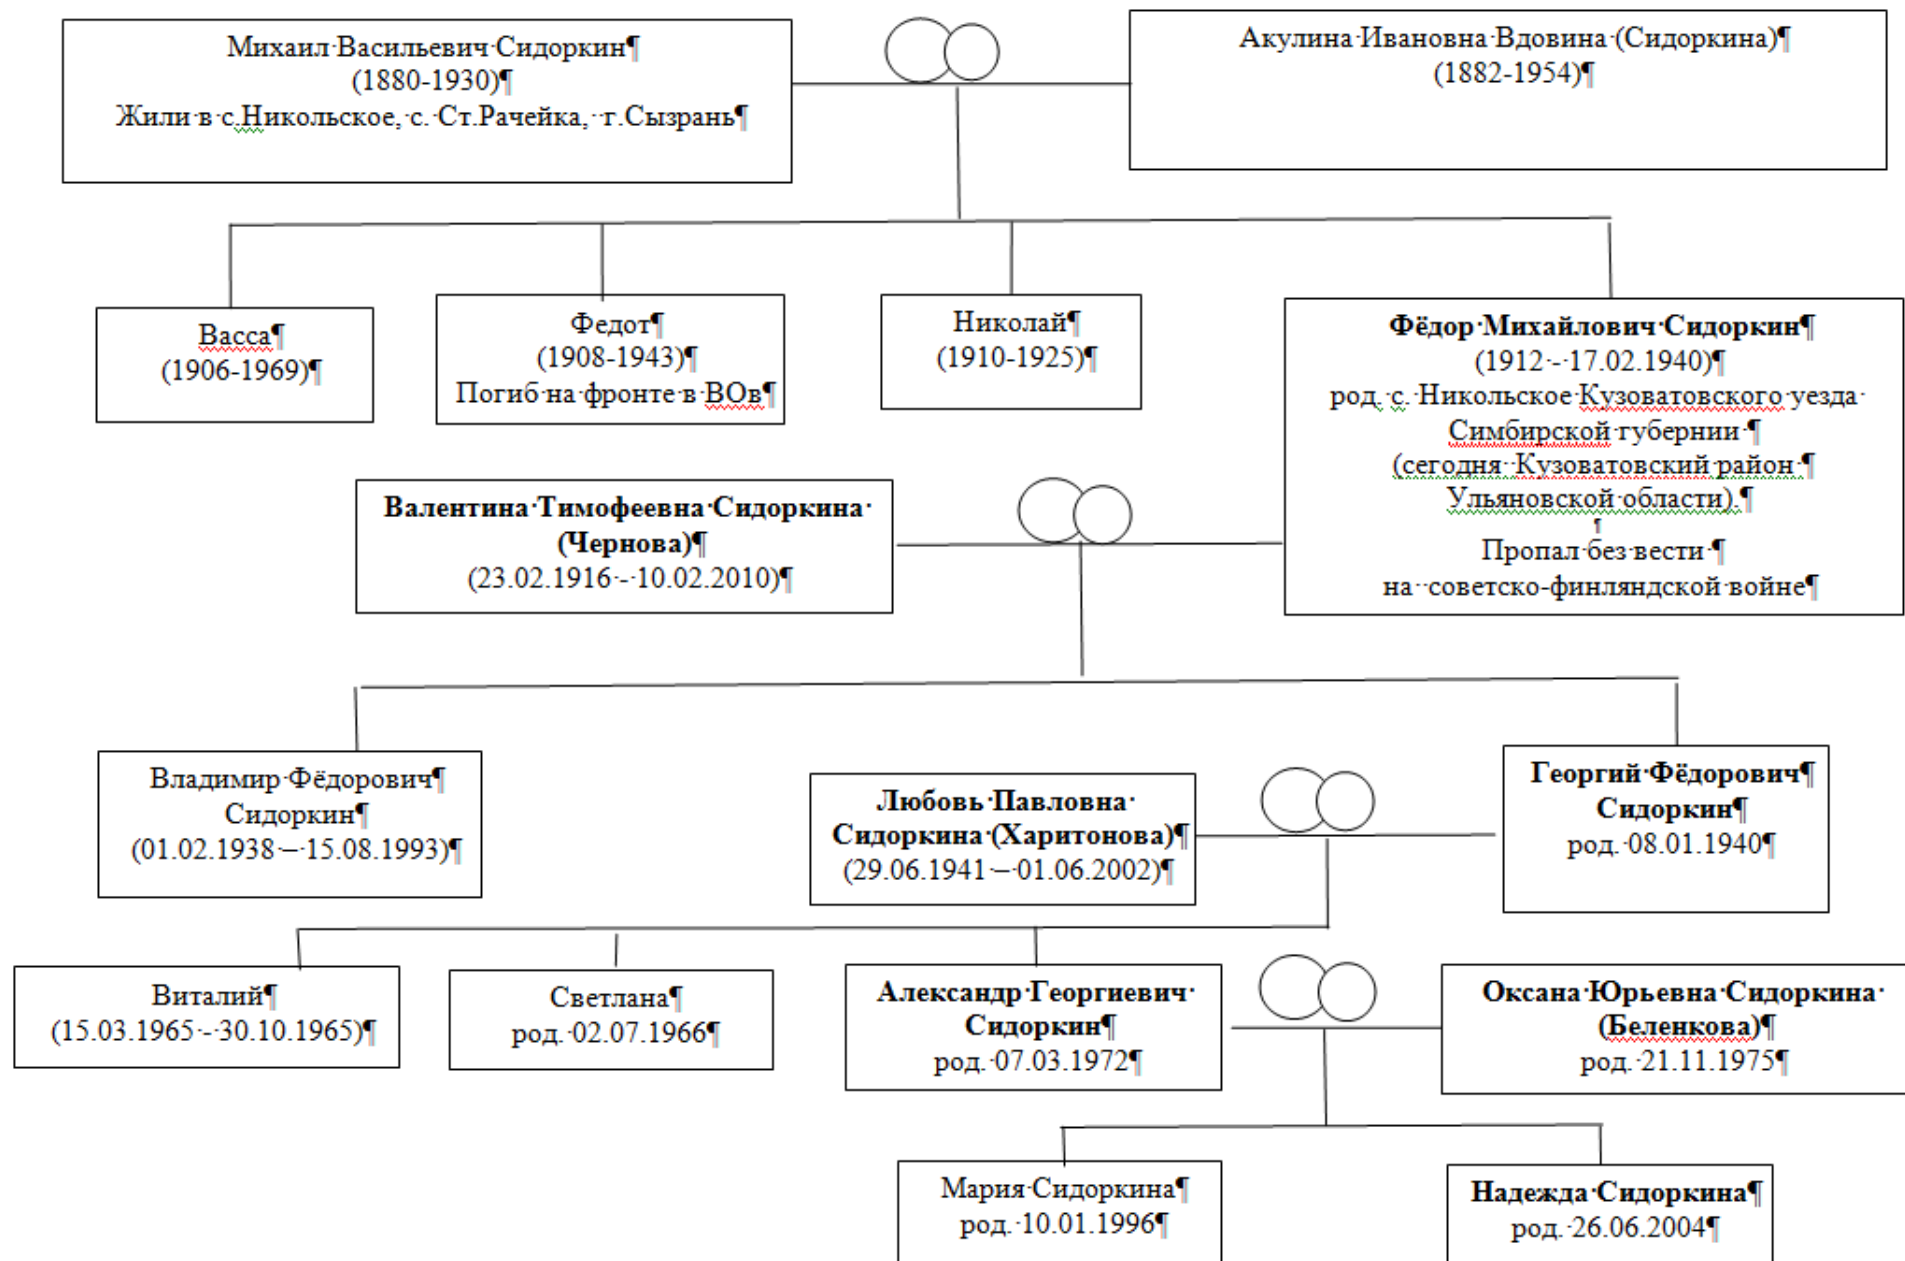 Михаил Васильевич Сидоркин¶
(1880-1930)¶
Жили в с.Никольское, с. Ст.Рачейка, г.Сызрань¶
Акулина Ивановна Вдовина (Сидоркина)¶
(1882-1954)¶
Васса¶
(1906-1969)¶
Федот¶
(1908-1943)¶
Погиб на фронте в ВОв¶
Николай¶
(1910-1925)¶
Фёдор Михайлович Сидоркин¶
(1912 - 17.02.1940)¶
род. с. Никольское Кузоватовского уезда
Симбирской губернии ¶
(сегодня Кузоватовский район ¶
Ульяновской области).¶
¶
Пропал без вести ¶
на советско-финляндской войне¶
Валентина Тимофеевна Сидоркина
(Чернова)¶
(23.02.1916 - 10.02.2010)¶
Владимир Фёдорович¶
Сидоркин¶
(01.02.1938 – 15.08.1993)¶
Любовь Павловна
Сидоркина (Харитонова)¶
(29.06.1941 – 01.06.2002)¶
Георгий Фёдорович¶
Сидоркин¶
род. 08.01.1940¶
Виталий¶
(15.03.1965 - 30.10.1965)¶
Светлана¶
род. 02.07.1966¶
Александр Георгиевич
Сидоркин¶
род. 07.03.1972¶
Оксана Юрьевна Сидоркина
(Беленкова)¶
род. 21.11.1975¶
Мария Сидоркина¶
род. 10.01.1996¶
Надежда Сидоркина¶
род. 26.06.2004¶